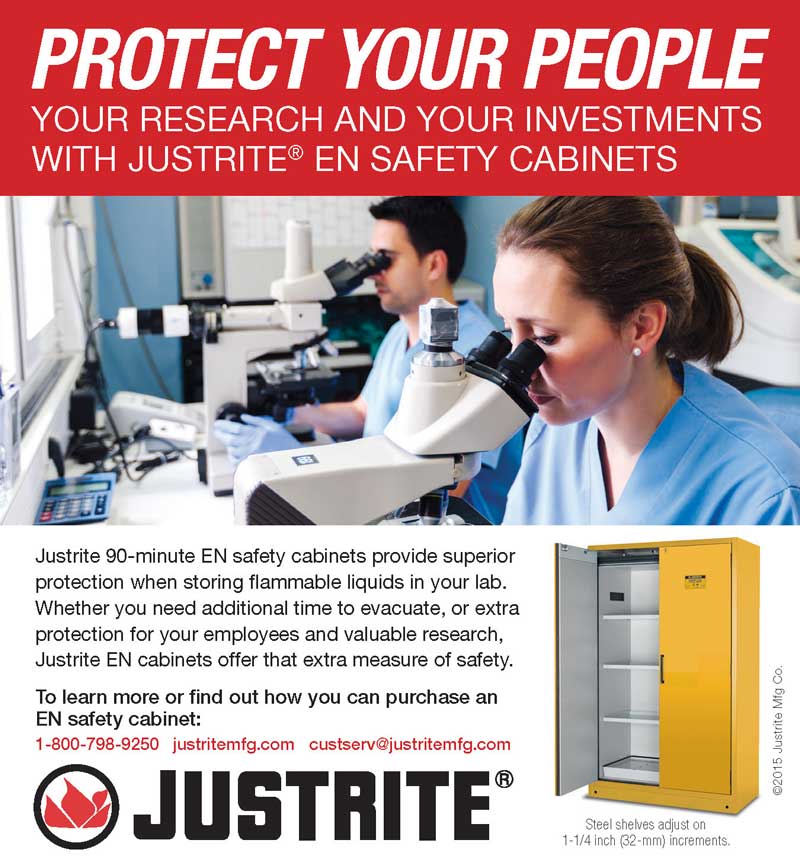 PROTECT YOUR PEOPLE
YOUR RESEARCH AND YOUR INVESTMENTS
WITH JUSTRITE® EN SAFETY CABINETS
Justrite 90-minute EN safety cabinets provide superior
protection when storing flammable liquids in your lab.
Whether you need additional time to evacuate, or extra
protection for your employees and valuable research,
Justrite EN cabinets offer that extra measure of safety.
To learn more or find out how you can purchase an
EN safety cabinet:
1-800-798-9250 justritemfg.com custserv@justritemfg.com
JUSTRITE®
Steel shelves adjust on
1-1/4 inch (32-mm) increments.
©2015 Justrite Mfg Co.